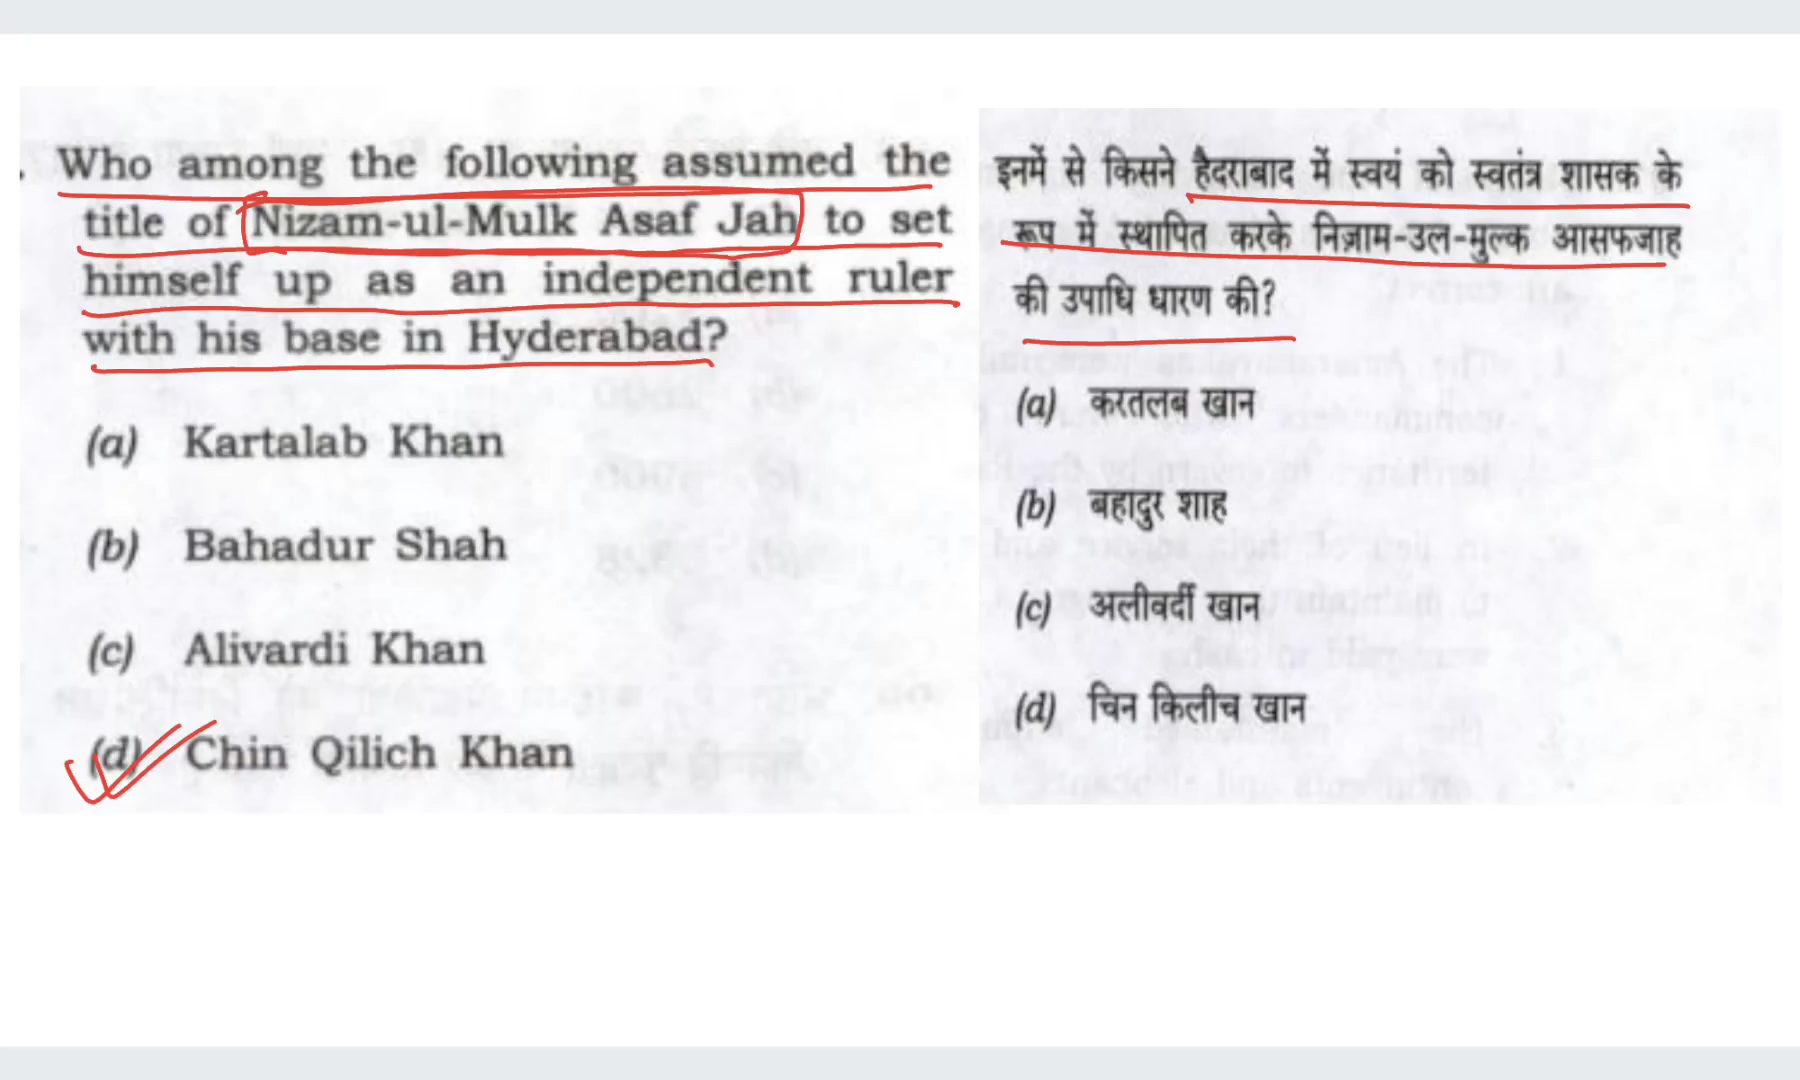 Who among the following assumed the
title of Nizam-ul-Mulk Asaf Jah to set
himself up as an independent ruler
with his base in Hyderabad?
(a) Kartalab Khan
(b) Bahadur Shah
(c) Alivardi Khan
(d) Chin Qilich Khan
इनमें से किसने हैदराबाद में स्वयं को स्वतंत्र शासक के
रूप में स्थापित करके निज़ाम-उल-मुल्क आसफजाह
की उपाधि धारण की?
(a) करतलब खान
(b) बहादुर शाह
(c) अलीवर्दी खान
(d) चिन किलीच खान